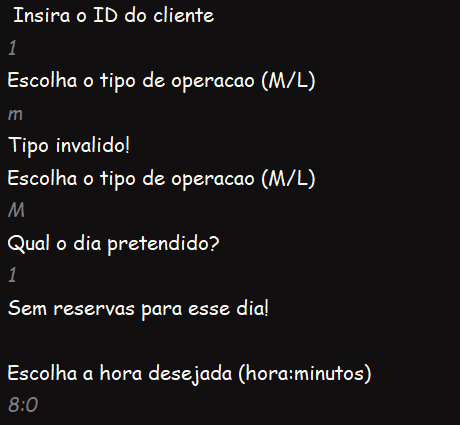 Insira o ID do cliente
1
Escolha o tipo de operacao (M/L)
m
Tipo invalido!
Escolha o tipo de operacao (M/L)
M
Qual o dia pretendido?
1
Sem reservas para esse dia!
Escolha a hora desejada (hora:minutos)
8:0